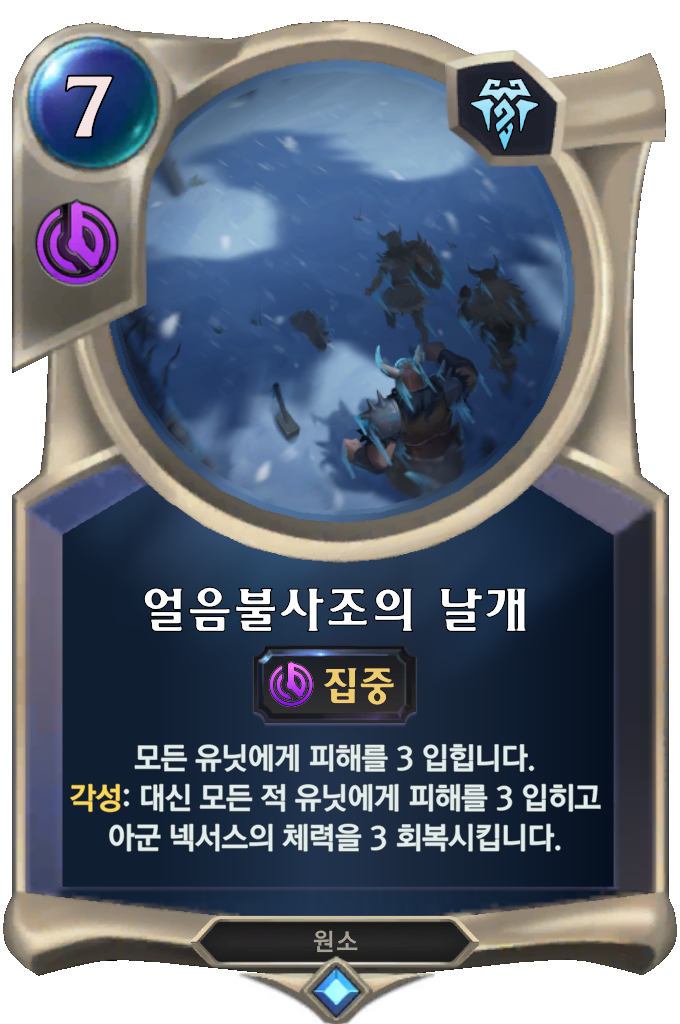 7
얼음불사조의 날개
집중
모든 유닛에게 피해를 3 입힙니다.
각성: 대신 모든 적 유닛에게 피해를 3 입히고
아군 넥서스의 체력을 3 회복시킵니다.
원소